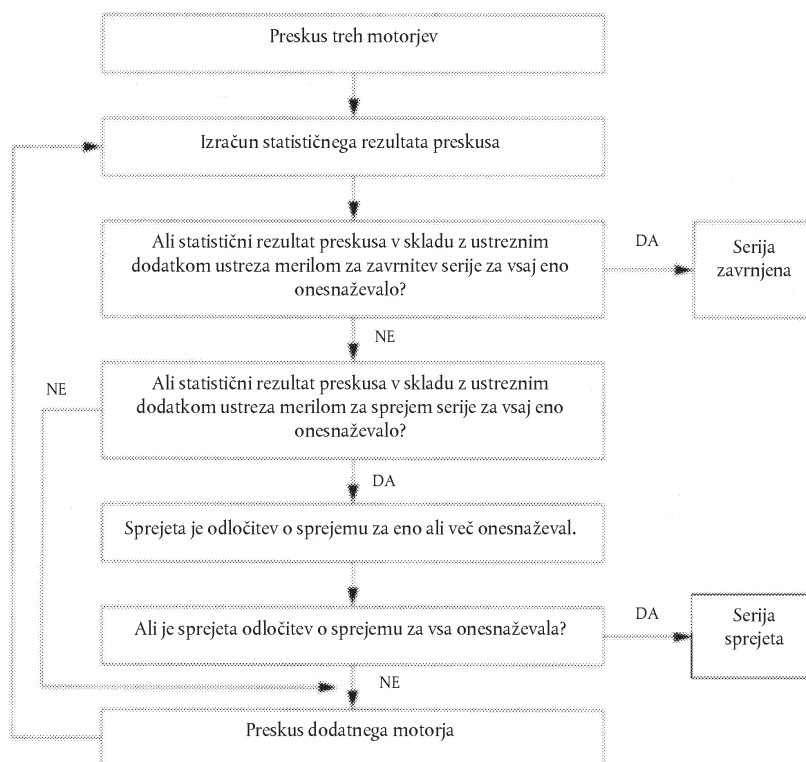 Preskus treh motorjev
Izračun statističnega rezultata preskusa
Ali statistični rezultat preskusa v skladu z ustreznim
dodatkom ustreza merilom za zavrnitev serije za vsaj eno
onesnaževalo?
DA
Serija
zavrnjena
NE
NE
Ali statistični rezultat preskusa v skladu z ustreznim
dodatkom ustreza merilom za sprejem serije za vsaj eno
onesnaževalo?
DA
Sprejeta je odločitev o sprejemu za eno ali več onesnaževal.
Ali je sprejeta odločitev o sprejemu za vsa onesnaževala?
DA
Serija
sprejeta
NE
Preskus dodatnega motorja